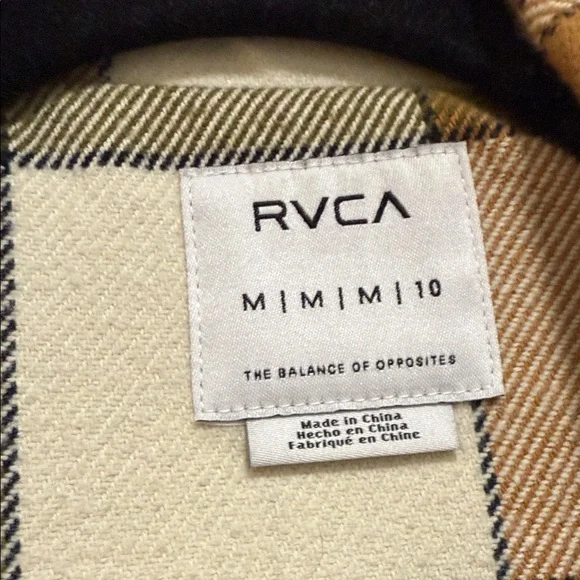 RVCA
M | M | M | 10
THE BALANCE OF OPPOSITES
Made in China
Hecho en China
Fabriqué en Chine